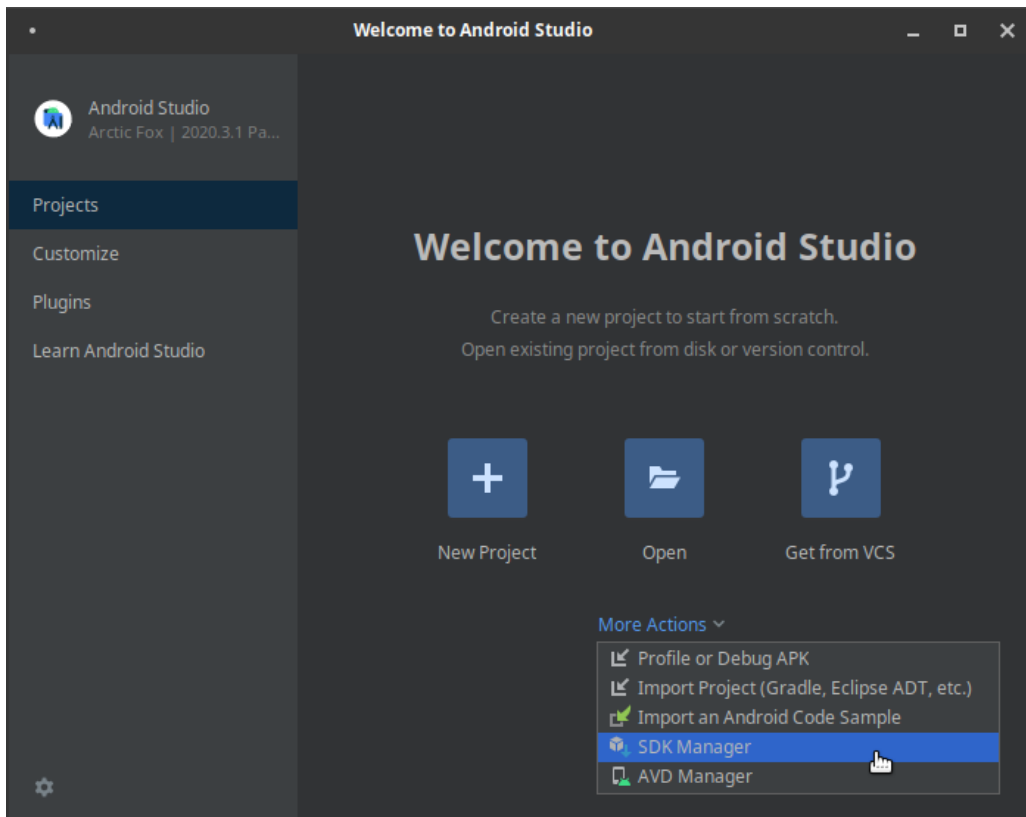 Welcome to Android Studio
Android Studio
Arctic Fox | 2020.3.1 Pa...
Projects
Customize
Plugins
Learn Android Studio
Welcome to Android Studio
Create a new project to start from scratch.
Open existing project from disk or version control.
New Project
Open
Get from VCS
More Actions
Profile or Debug APK
Import Project (Gradle, Eclipse ADT, etc.)
Import an Android Code Sample
SDK Manager
AVD Manager